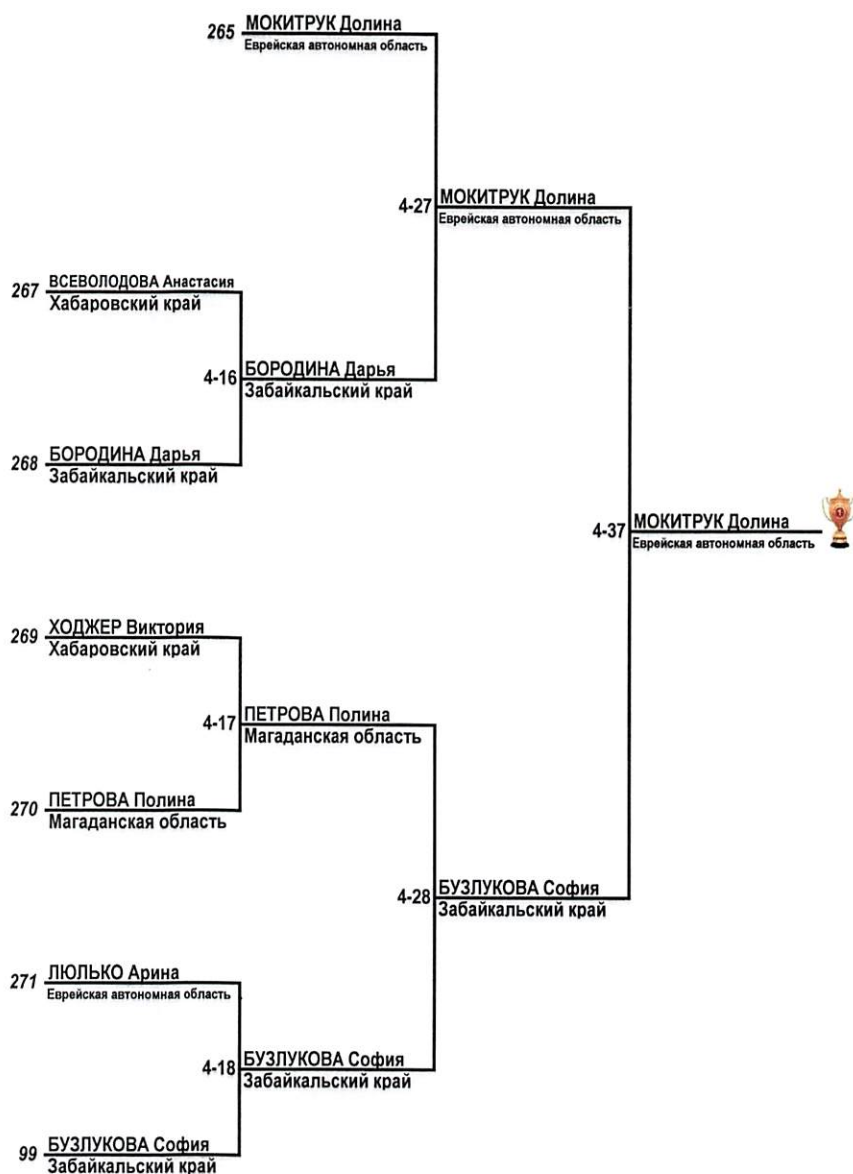 265 МОКИТРУК Долина
Еврейская автономная область
4-27 МОКИТРУК Долина
Еврейская автономная область
267 ВСЕВОЛОДОВА Анастасия
Хабаровский край
4-16 БОРОДИНА Дарья
Забайкальский край
268 БОРОДИНА Дарья
Забайкальский край
4-37 МОКИТРУК Долина
Еврейская автономная область
1
269 ХОДЖЕР Виктория
Хабаровский край
4-17 ПЕТРОВА Полина
Магаданская область
270 ПЕТРОВА Полина
Магаданская область
4-28 БУЗЛУКОВА София
Забайкальский край
271 ЛЮЛЬКО Арина
Еврейская автономная область
4-18 БУЗЛУКОВА София
Забайкальский край
99 БУЗЛУКОВА София
Забайкальский край